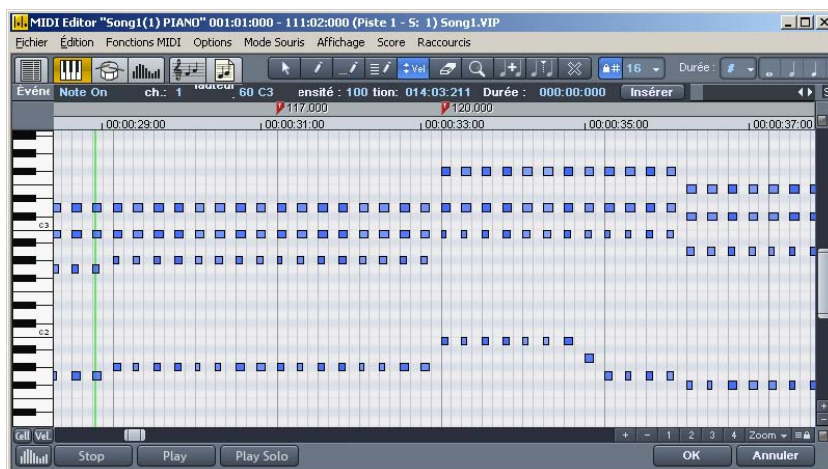 MIDI Editor "Song1(1) PIANO" 001:01:000 - 111:02:000 (Piste 1 - S: 1) Song1.VIP
Fichier Édition Fonctions MIDI Options Mode Souris Affichage Score Raccourcis
Vel # 16 Durée : #
Événe Note On ch.: 1 60 C3 ensité : 100 tion: 014:03:211 Durée : 000:00:000 Insérer S
117.000 120.000
00:00:29:00 00:00:31:00 00:00:33:00 00:00:35:00 00:00:37:00
C3
C2
Cell Vel. + - 1 2 3 4 Zoom
Stop Play Play Solo OK Annuler